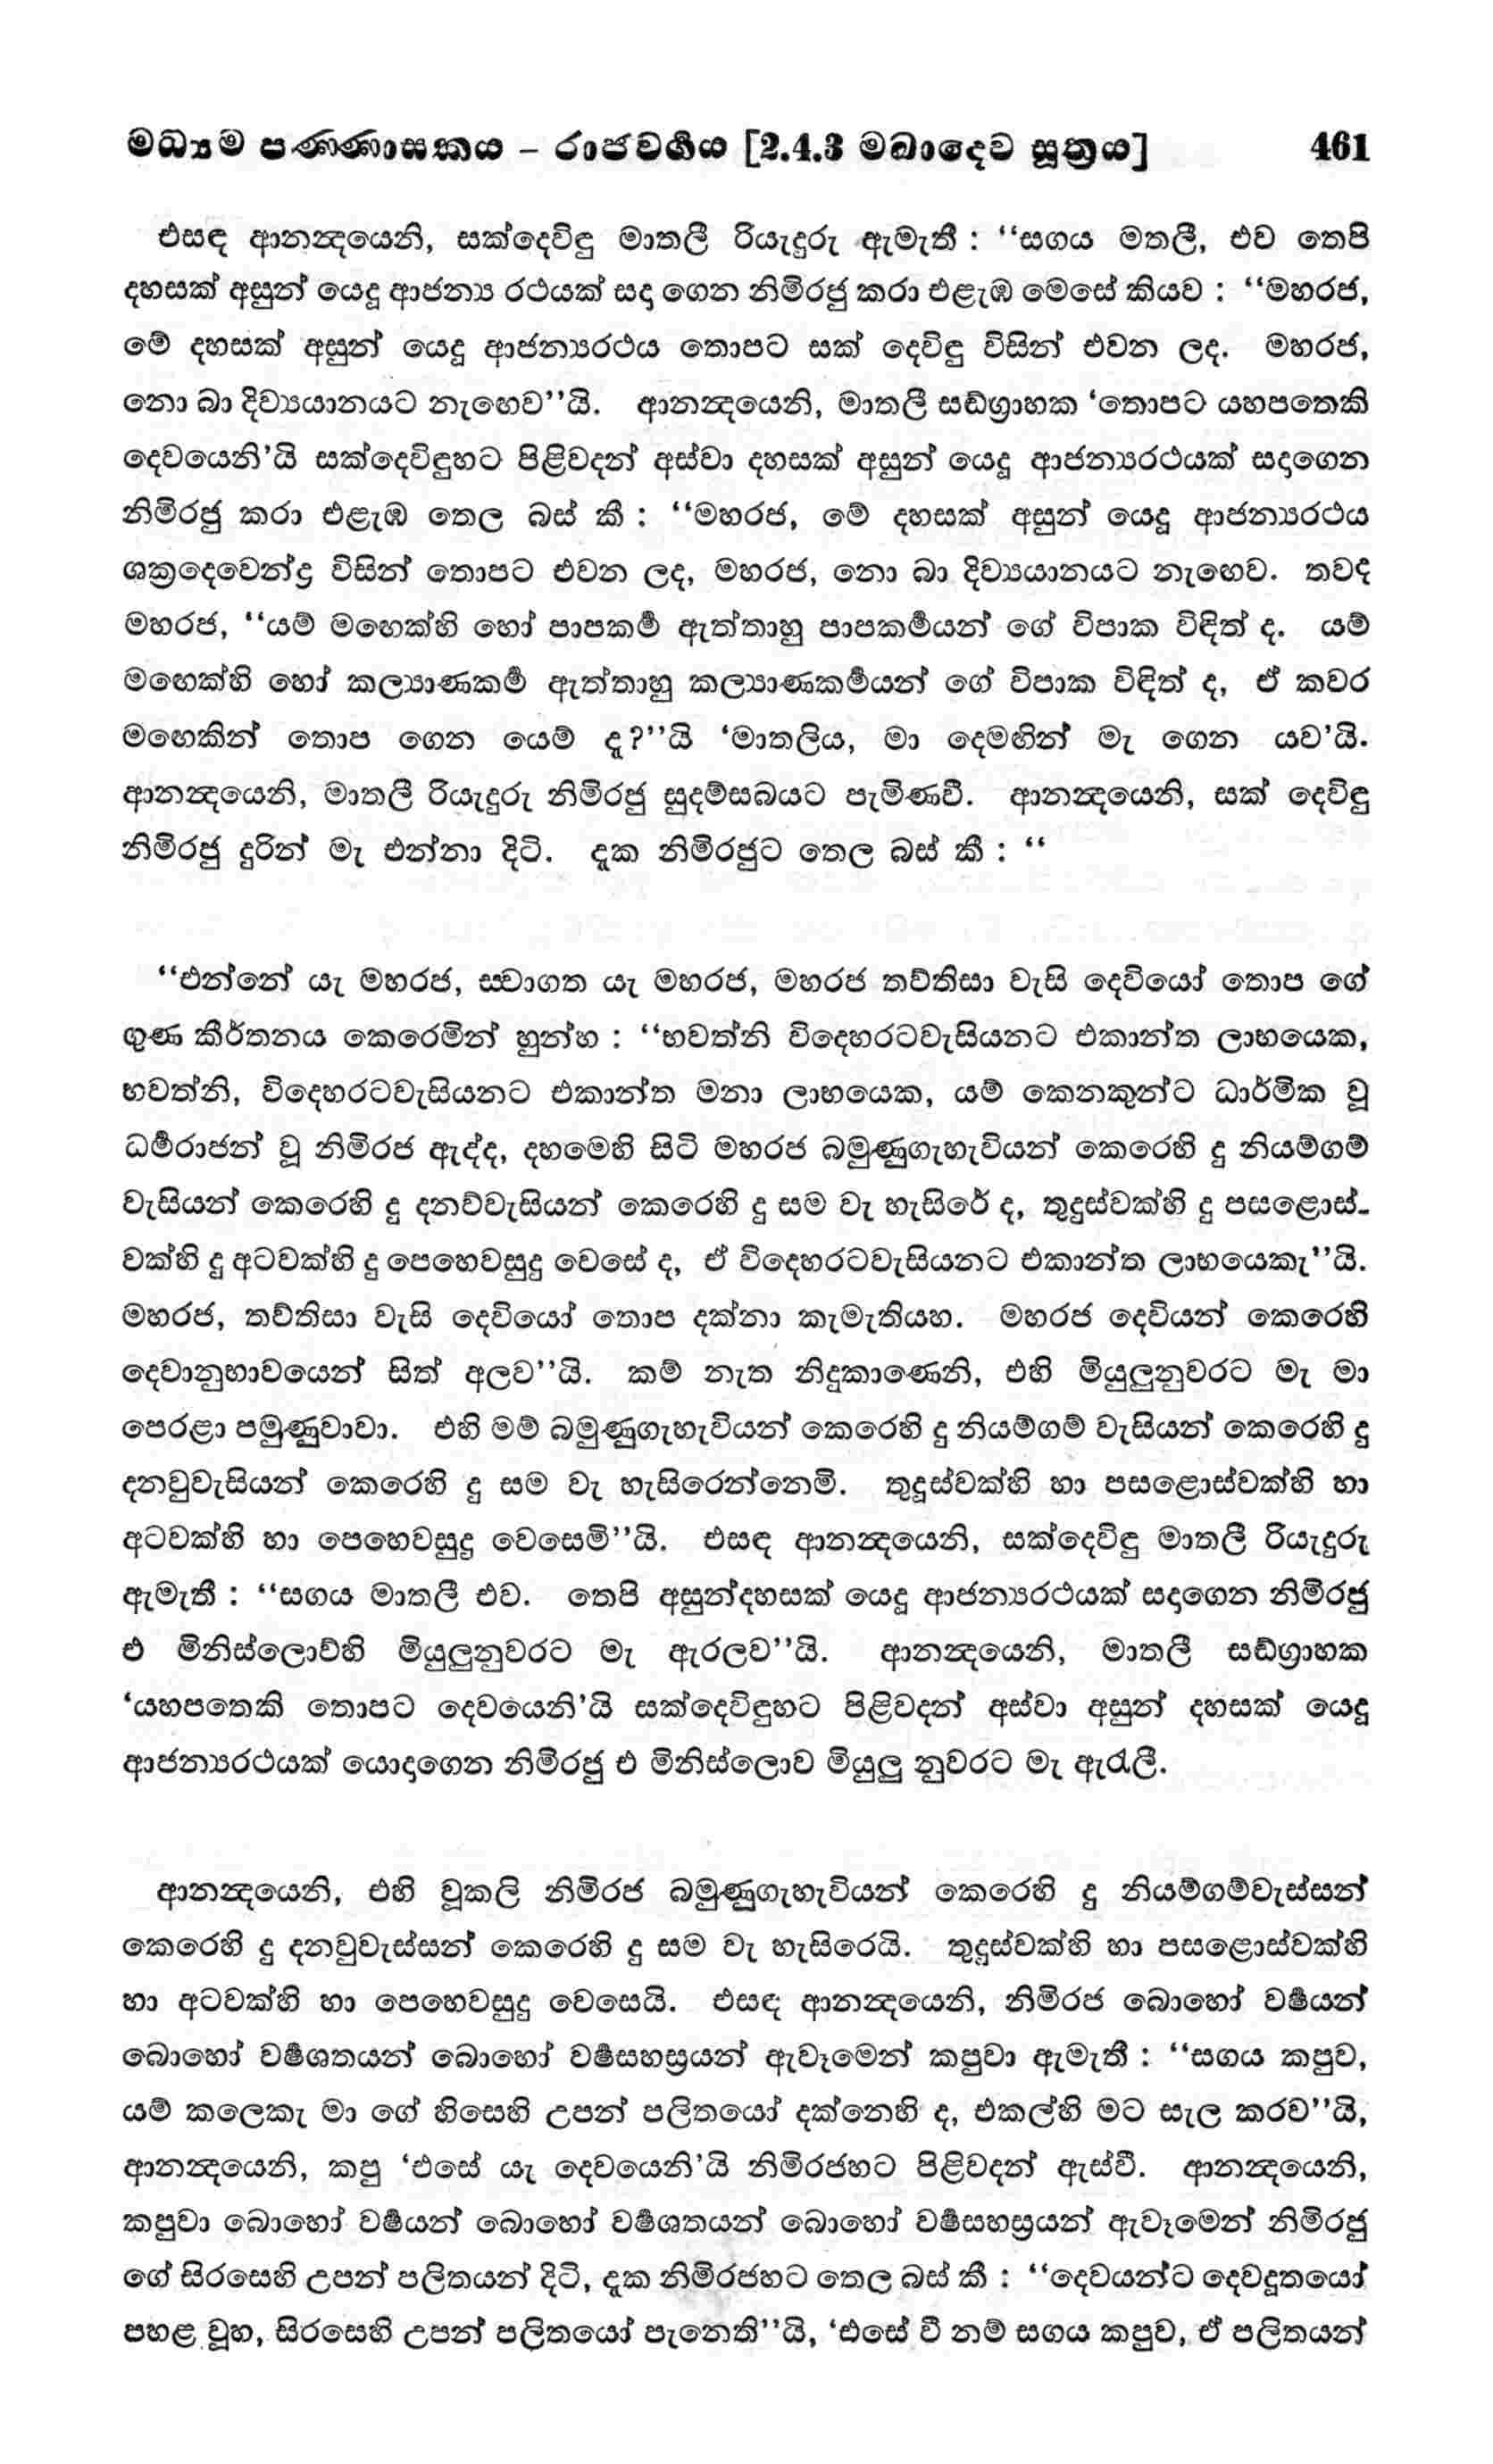 මධ්‍යම පණ්ණාසකය – රාජවර්‍ගය [2.4.3 මඛාදෙව සූත්‍රය] 461
එසඳ ආනන්‍දයෙනි, සක්දෙවිඳු මාතලී රියැදුරු ඇමැතී : “සගය මතලී, එව තෙපි
දහසක් අසුන් යෙදූ ආජන්‍ය රථයක් සදා ගෙන නිමිරජු කරා එළැඹ මෙසේ කියව : “මහරජ,
මේ දහසක් අසුන් යෙදූ ආජන්‍යරථය තොපට සක් දෙවිඳු විසින් එවන ලද. මහරජ,
නො බා දිව්‍යයානයට නැඟෙව”යි. ආනන්‍දයෙනි, මාතලී සඬ්ග්‍රාහක ‘තොපට යහපතෙකි
දෙවයෙනි’යි සක්දෙවිඳුහට පිළිවදන් අස්වා දහසක් අසුන් යෙදූ ආජන්‍යරථයක් සදාගෙන
නිමිරජු කරා එළැඹ තෙල බස් කී : “මහරජ, මේ දහසක් අසුන් යෙදූ ආජන්‍යරථය
ශක්‍රදෙවෙන්ද්‍ර විසින් තොපට එවන ලද, මහරජ, නො බා දිව්‍යයානයට නැඟෙව. තවද
මහරජ, “යම් මඟෙක්හි හෝ පාපකර්‍ම ඇත්තාහු පාපකර්‍මයන් ගේ විපාක විඳිත් ද. යම්
මඟෙක්හි හෝ කල්‍යාණකර්‍ම ඇත්තාහු කල්‍යාණකර්‍මයන් ගේ විපාක විඳිත් ද, ඒ කවර
මඟෙකින් තොප ගෙන යෙම් දැ?”යි ‘මාතලිය, මා දෙමඟින් මැ ගෙන යව’යි.
ආනන්‍දයෙනි, මාතලී රියැදුරු නිමිරජු සුදම්සබයට පැමිණවී. ආනන්‍දයෙනි, සක් දෙවිඳු
නිමිරජු දුරින් මැ එන්නා දිටි. දැක නිමිරජුට තෙල බස් කී : “
“එන්නේ යැ මහරජ, ස්‍වාගත යැ මහරජ, මහරජ තව්තිසා වැසි දෙවියෝ තොප ගේ
ගුණ කීර්තනය කෙරෙමින් හුන්හ : “භවත්නි විදෙහරටවැසියනට එකාන්ත ලාභයෙක,
භවත්නි, විදෙහරටවැසියනට එකාන්ත මනා ලාභයෙක, යම් කෙනකුන්ට ධාර්මික වූ
ධර්‍මරාජන් වූ නිමිරජ ඇද්ද, දහමෙහි සිටි මහරජ බමුණුගැහැවියන් කෙරෙහි දු නියම්ගම්
වැසියන් කෙරෙහි දු දනව්වැසියන් කෙරෙහි දු සම වැ හැසිරේ ද, තුදුස්වක්හි දු පසළොස්-
වක්හි දු අටවක්හි දු පෙහෙවසුදු වෙසේ ද, ඒ විදෙහරටවැසියනට එකාන්ත ලාභයෙකැ”යි.
මහරජ, තව්තිසා වැසි දෙවියෝ තොප දක්නා කැමැතියහ. මහරජ දෙවියන් කෙරෙහි
දෙවානුභාවයෙන් සිත් අලව”යි. කම් නැත නිදුකාණෙනි, එහි මියුලුනුවරට මැ මා
පෙරළා පමුණුවාවා. එහි මම් බමුණුගැහැවියන් කෙරෙහි දු නියම්ගම් වැසියන් කෙරෙහි දු
දනවුවැසියන් කෙරෙහි දු සම වැ හැසිරෙන්නෙමි. තුදුස්වක්හි හා පසළොස්වක්හි හා
අටවක්හි හා පෙහෙවසුදු වෙසෙමි”යි. එසඳ ආනන්‍දයෙනි, සක්දෙවිඳු මාතලී රියැදුරු
ඇමැතී : “සගය මාතලී එව. තෙපි අසුන්දහසක් යෙදූ ආජන්‍යරථයක් සදාගෙන නිමිරජු
එ මිනිස්ලොව්හි මියුලුනුවරට මැ ඇරලව”යි. ආනන්‍දයෙනි, මාතලී සඬ්ග්‍රාහක
‘යහපතෙකි තොපට දෙවයෙනි’යි සක්දෙවිඳුහට පිළිවදන් අස්වා අසුන් දහසක් යෙදූ
ආජන්‍යරථයක් යොදාගෙන නිමිරජු එ මිනිස්ලොව මියුලු නුවරට මැ ඇරැලී.
ආනන්‍දයෙනි, එහි වූකලි නිමිරජ බමුණුගැහැවියන් කෙරෙහි දු නියම්ගම්වැස්සන්
කෙරෙහි දු දනවුවැස්සන් කෙරෙහි දු සම වැ හැසිරෙයි. තුදුස්වක්හි හා පසළොස්වක්හි
හා අටවක්හි හා පෙහෙවසුදු වෙසෙයි. එසඳ ආනන්‍දයෙනි, නිමිරජ බොහෝ වර්‍ෂයන්
බොහෝ වර්‍ෂශතයන් බොහෝ වර්‍ෂසහස්‍රයන් ඇවෑමෙන් කපුවා ඇමැතී : “සගය කපුව,
යම් කලෙකැ මා ගේ හිසෙහි උපන් පලිතයෝ දක්නෙහි ද, එකල්හි මට සැල කරව”යි,
ආනන්‍දයෙනි, කපු ‘එසේ යැ දෙවයෙනි’යි නිමිරජහට පිළිවදන් ඇස්වී. ආනන්‍දයෙනි,
කපුවා බොහෝ වර්‍ෂයන් බොහෝ වර්‍ෂශතයන් බොහෝ වර්‍ෂසහස්‍රයන් ඇවෑමෙන් නිමිරජු
ගේ සිරසෙහි උපන් පලිතයන් දිටි, දැක නිමිරජහට තෙල බස් කී : “දෙවයන්ට දෙවදූතයෝ
පහළ වූහ, සිරසෙහි උපන් පලිතයෝ පැනෙති”යි, ‘එසේ වී නම් සගය කපුව, ඒ පලිතයන්